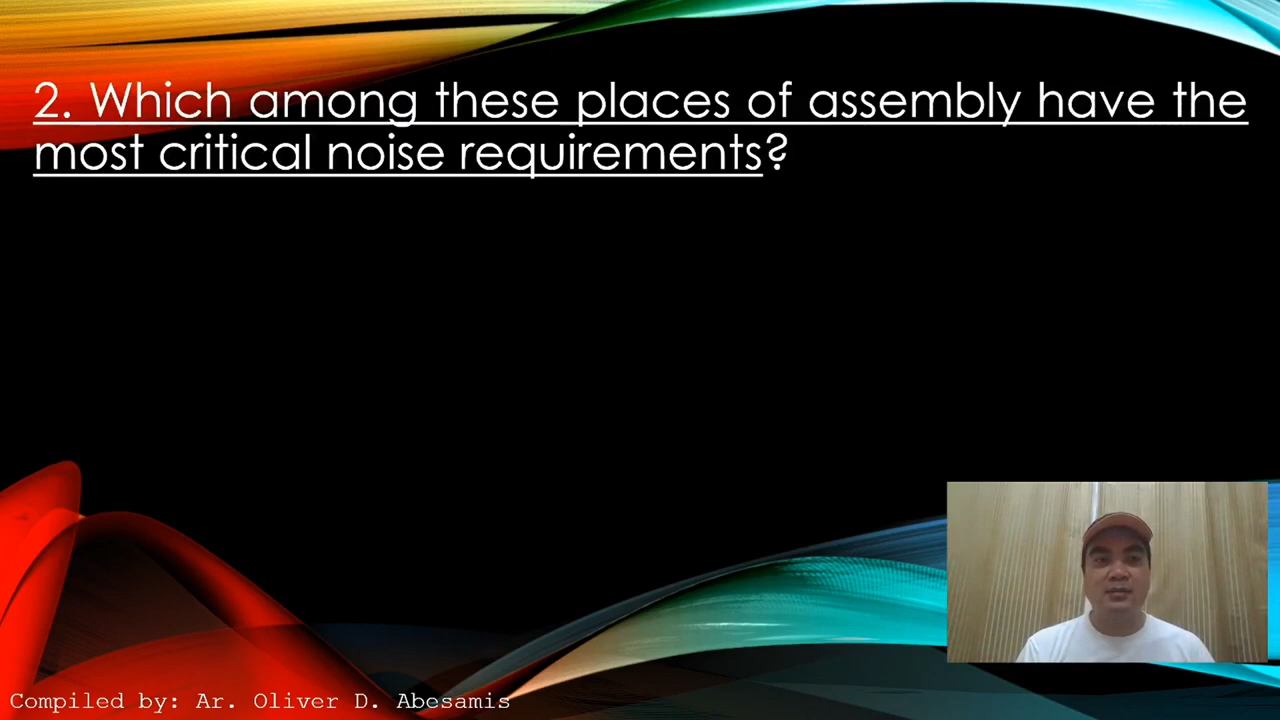 2. Which among these places of assembly have the
most critical noise requirements?
Compiled by: Ar. Oliver D. Abesamis